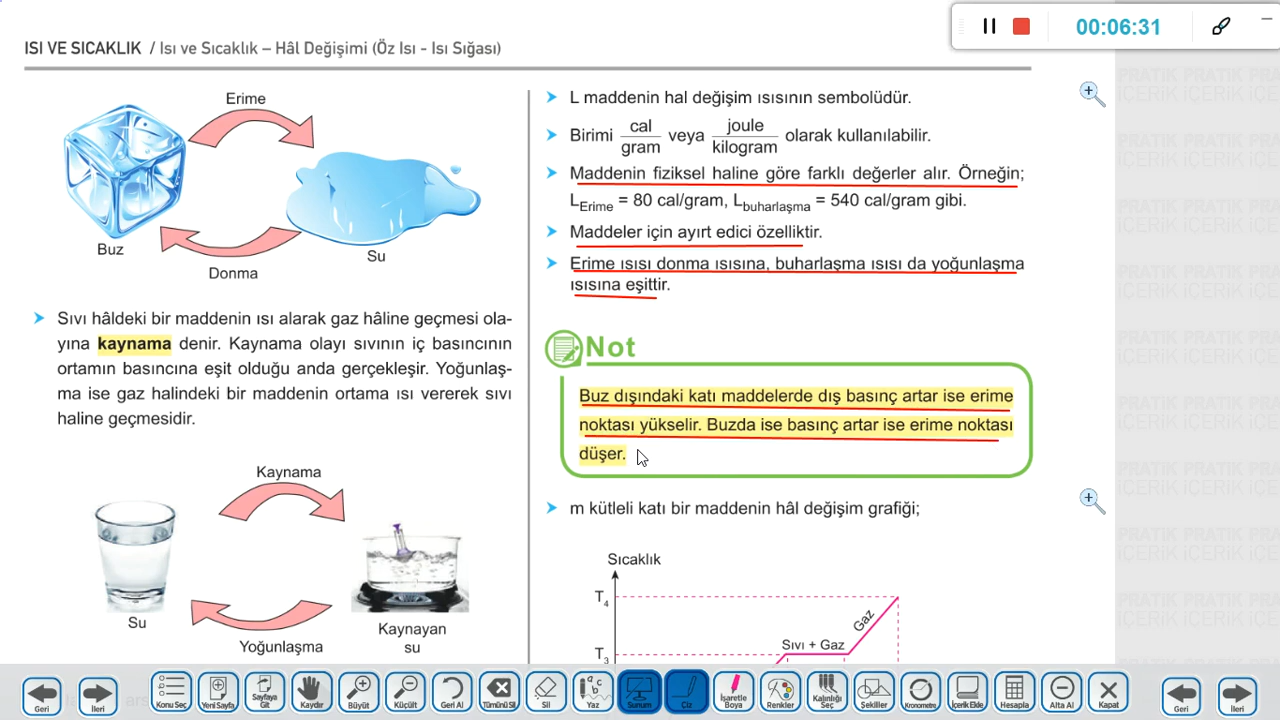 00:06:31
ISI VE SICAKLIK / Isı ve Sıcaklık – Hâl Değişimi (Öz Isı - Isı Sığası)
Erime
Buz
Su
Donma
Sıvı hâldeki bir maddenin ısı alarak gaz hâline geçmesi ola-
yına kaynama denir. Kaynama olayı sıvının iç basıncının
ortamın basıncına eşit olduğu anda gerçekleşir. Yoğunlaş-
ma ise gaz halindeki bir maddenin ortama ısı vererek sıvı
haline geçmesidir.
Kaynama
Su
Kaynayan
su
Yoğunlaşma
L maddenin hal değişim ısısının sembolüdür.
Birimi cal/gram veya joule/kilogram olarak kullanılabilir.
Maddenin fiziksel haline göre farklı değerler alır. Örneğin;
LErime = 80 cal/gram, Lbuharlaşma = 540 cal/gram gibi.
Maddeler için ayırt edici özelliktir.
Erime ısısı donma ısısına, buharlaşma ısısı da yoğunlaşma
ısısına eşittir.
Not
Buz dışındaki katı maddelerde dış basınç artar ise erime
noktası yükselir. Buzda ise basınç artar ise erime noktası
düşer.
m kütleli katı bir maddenin hâl değişim grafiği;
Sıcaklık
T4
Gaz
Sıvı + Gaz
T3
PRATİK PRATİK PRATİK
İÇERİK İÇERİK İÇERİK
Geri
İleri
Konu Seç
Yeni Sayfa
Sayfaya Git
Kaydır
Büyüt
Küçült
Geri Al
Tümünü Sil
Sil
Yaz
Sunum
Çiz
İşaretle Boya
Renkler
Kalınlığı Seç
Şekiller
Kronometre
İçerik Ekle
Hesapla
Alta Al
Kapat
Geri
İleri